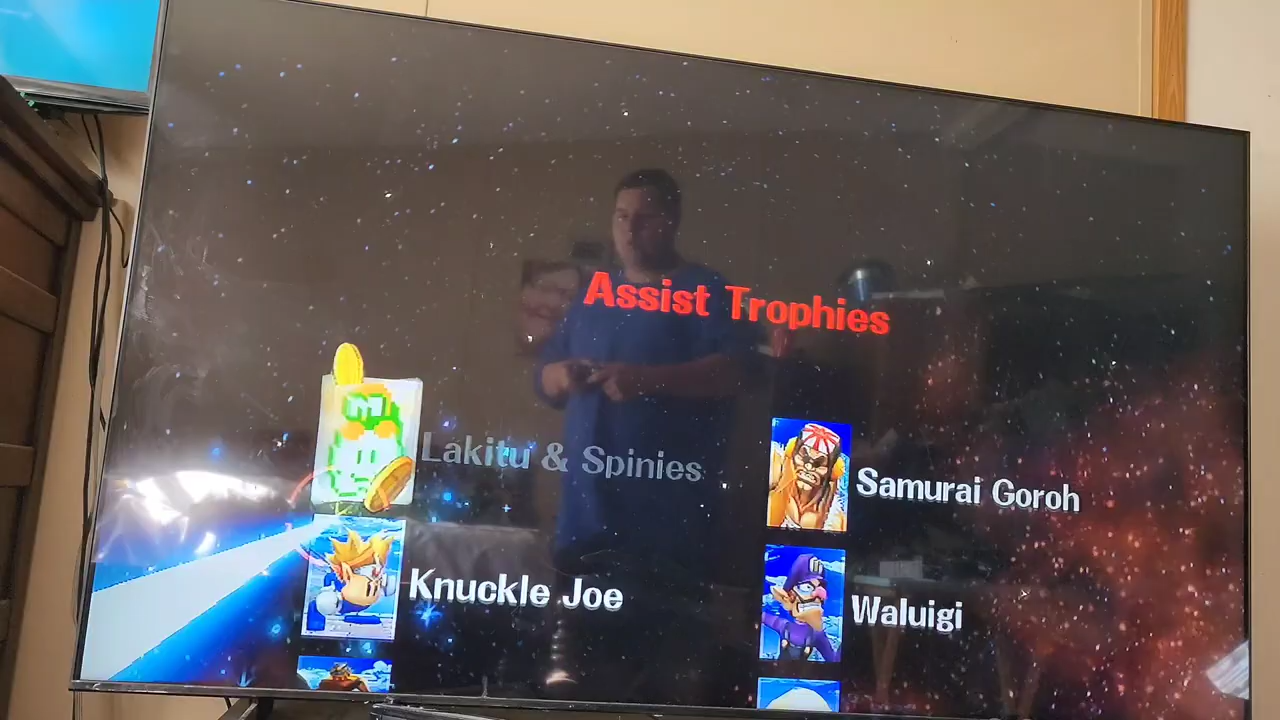 Assist Trophies
Lakitu & Spinies
Samurai Goroh
Knuckle Joe
Waluigi